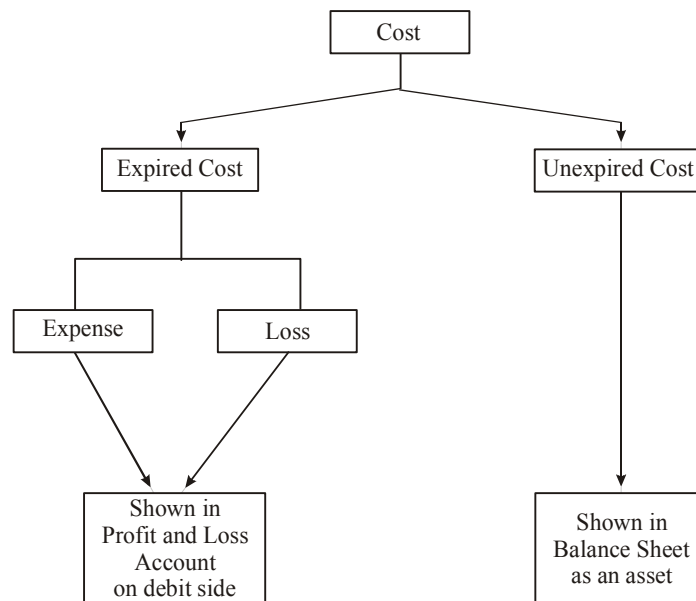 Cost
Expired Cost
Unexpired Cost
Expense
Loss
Shown in
Profit and Loss
Account
on debit side
Shown in
Balance Sheet
as an asset